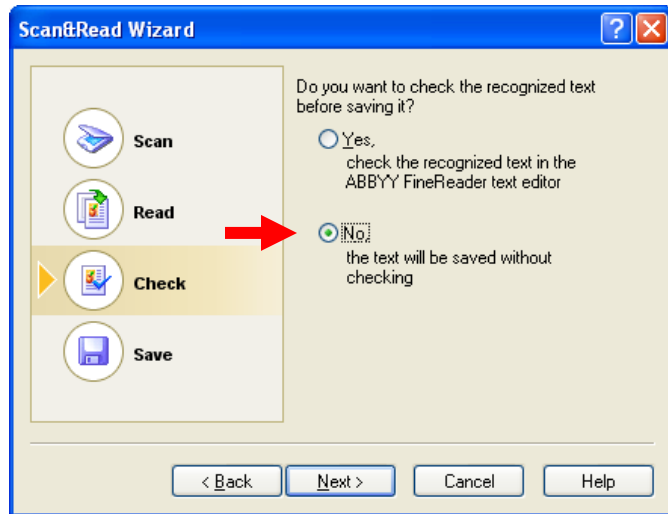 Scan&Read Wizard
Scan
Read
Check
Save
Do you want to check the recognized text
before saving it?
Yes,
check the recognized text in the
ABBYY FineReader text editor
No,
the text will be saved without
checking
< Back
Next >
Cancel
Help